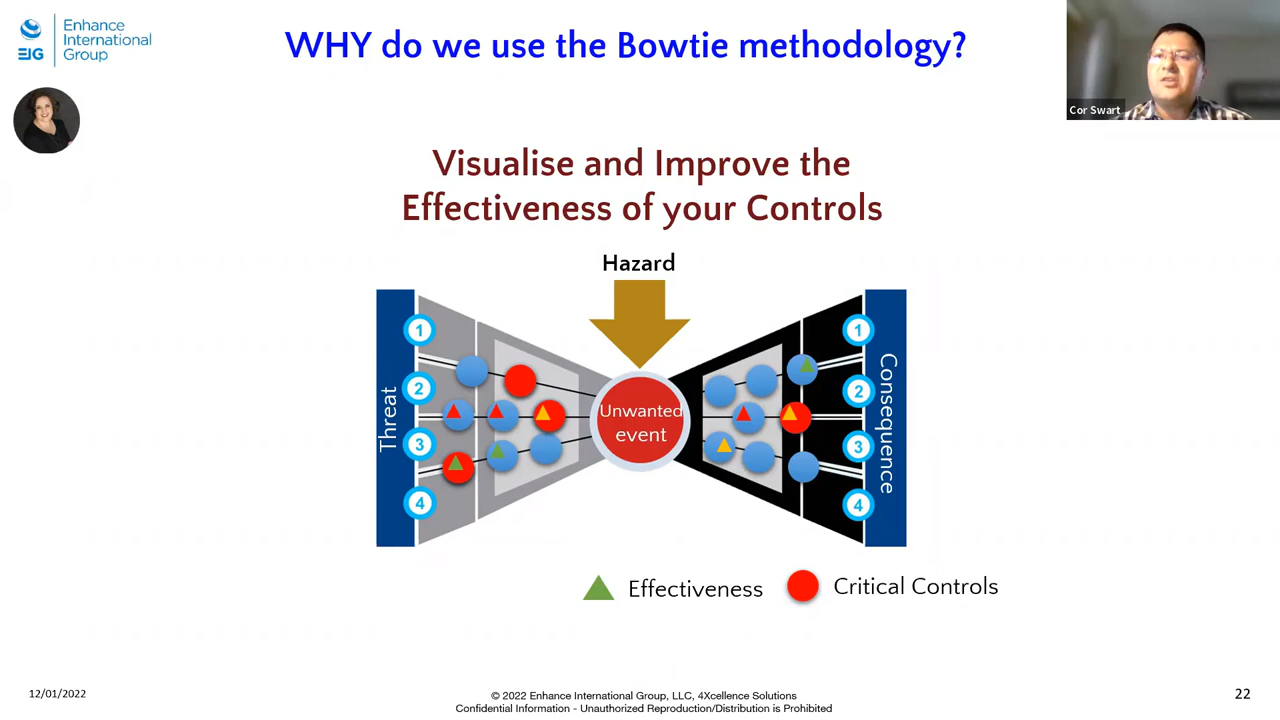 Enhance
International
Group
EIG
WHY do we use the Bowtie methodology?
Cor Swart
Visualise and Improve the
Effectiveness of your Controls
Hazard
Threat
1
2
3
4
Unwanted
event
1
2
3
4
Consequence
Effectiveness
Critical Controls
12/01/2022
© 2022 Enhance International Group, LLC, 4Xcellence Solutions
Confidential Information - Unauthorized Reproduction/Distribution is Prohibited
22